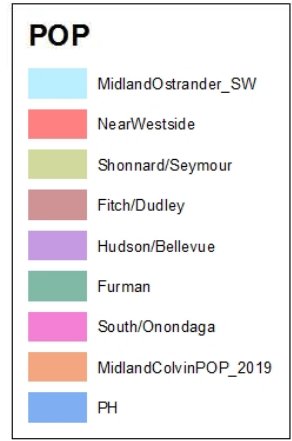 POP
MidlandOstrander_SW
NearWestside
Shonnard/Seymour
Fitch/Dudley
Hudson/Bellevue
Furman
South/Onondaga
MidlandColvinPOP_2019
PH